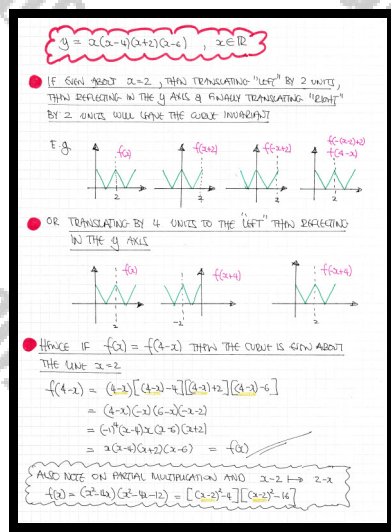 y = x(x-4)(x+2)(x-6) , x∈ℝ
IF EVEN ABOUT x=2, THEN TRANSLATING "LEFT" BY 2 UNITS,
THEN REFLECTING IN THE y AXIS & FINALLY TRANSLATING "RIGHT"
BY 2 UNITS WILL LEAVE THE CURVE INVARIANT
E.g.
f(x) f(x+2) f(-x+2) f(-(x-2)+2)
f(4-x)
2 2 2 2
OR TRANSLATING BY 4 UNITS TO THE "LEFT" THEN REFLECTING
IN THE y AXIS
f(x) f(x+4) f(-x+4)
2 -2 2
HENCE IF f(x) = f(4-x) THEN THE CURVE IS EVEN ABOUT
THE LINE x=2
f(4-x) = (4-x)[(4-x)-4][(4-x)+2][(4-x)-6]
= (4-x)(-x)(6-x)(-x-2)
= (-1)⁴(x-4)x(x-6)(x+2)
= x(x-4)(x+2)(x-6) = f(x)
ALSO NOTE ON PARTIAL MULTIPLICATION AND x-2 ↦ 2-x
f(x) = (x²-4x)(x²-4x-12) = [(x-2)²-4][(x-2)²-16]